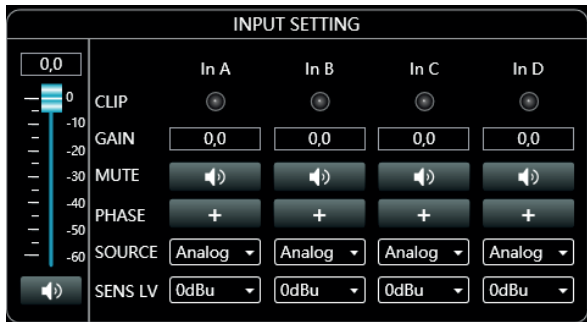 INPUT SETTING
0,0
In A In B In C In D
0
CLIP
-10
GAIN 0,0 0,0 0,0 0,0
-20
-30
MUTE
-40
PHASE + + + +
-50
-60
SOURCE Analog Analog Analog Analog
SENS LV 0dBu 0dBu 0dBu 0dBu